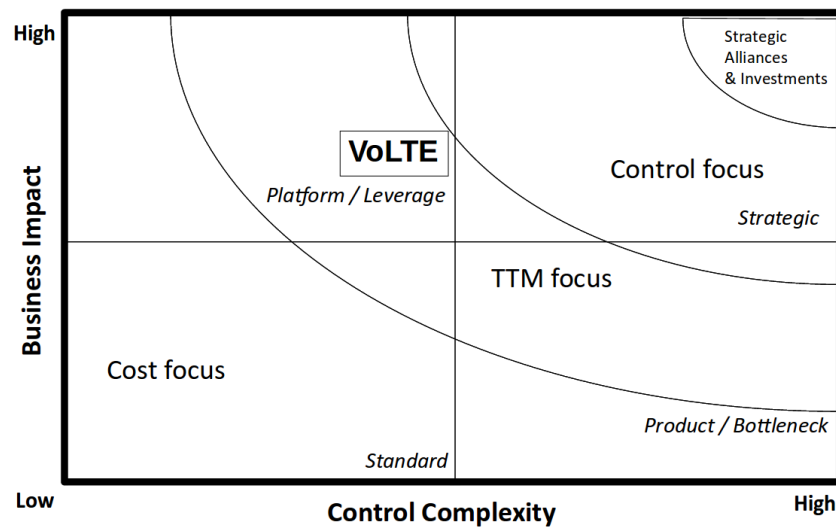 High
Strategic
Alliances
& Investments
VoLTE
Control focus
Platform / Leverage
Strategic
Business Impact
TTM focus
Cost focus
Product / Bottleneck
Standard
Low
Control Complexity
High